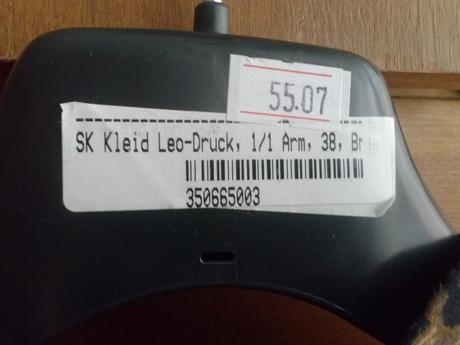 55.07
SK Kleid Leo-Druck, 1/1 Arm, 38,
350665003